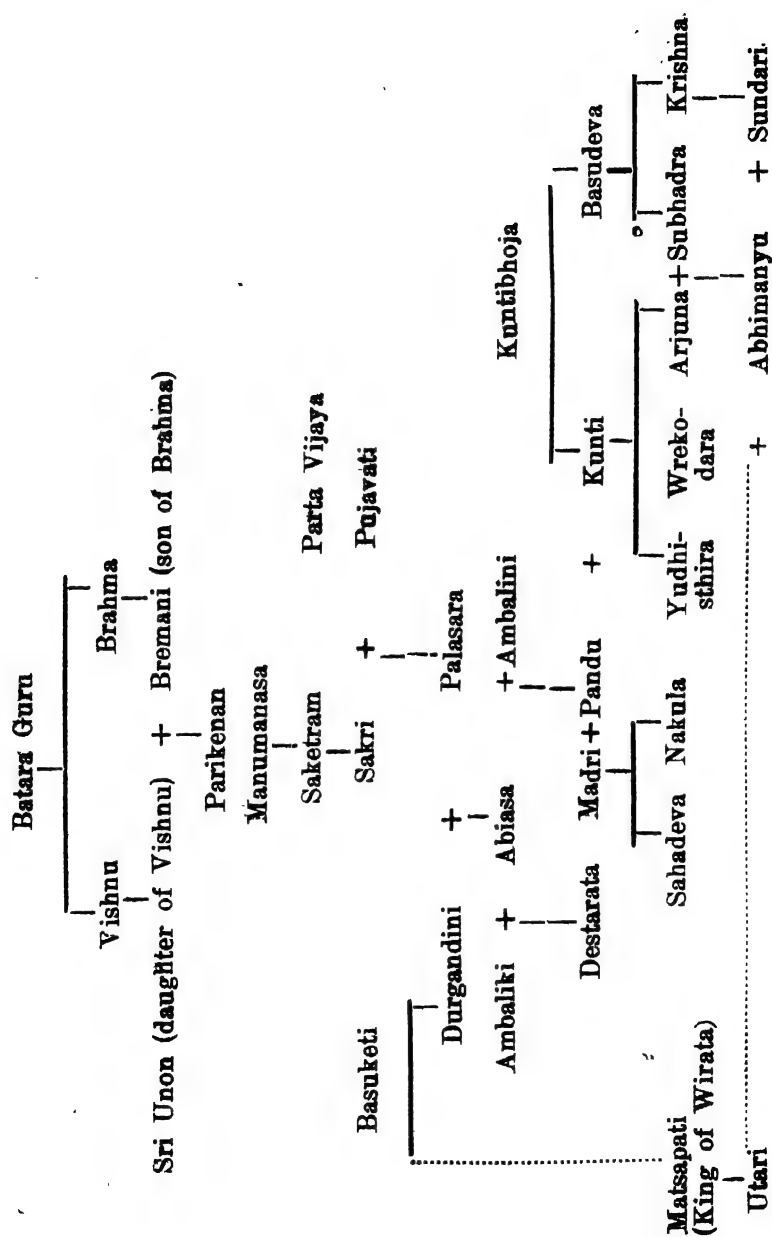 Batara Guru
Vishnu Brahma
Sri Unon (daughter of Vishnu) + Bremani (son of Brahma)
Parikenan
Manumanasa
Saketram Parta Vijaya
Sakri + Pujavati
Basuketi
Durgandini + Palasara
Ambaliki + Abiasa + Ambalini
Kuntibhoja
Destarata Madri + Pandu + Kunti Basudeva
Sahadeva Nakula Yudhi- Wreko- Arjuna + Subhadra Krishna.
sthira dara
Matsapati
(King of Wirata)
Utari + Abhimanyu + Sundari.